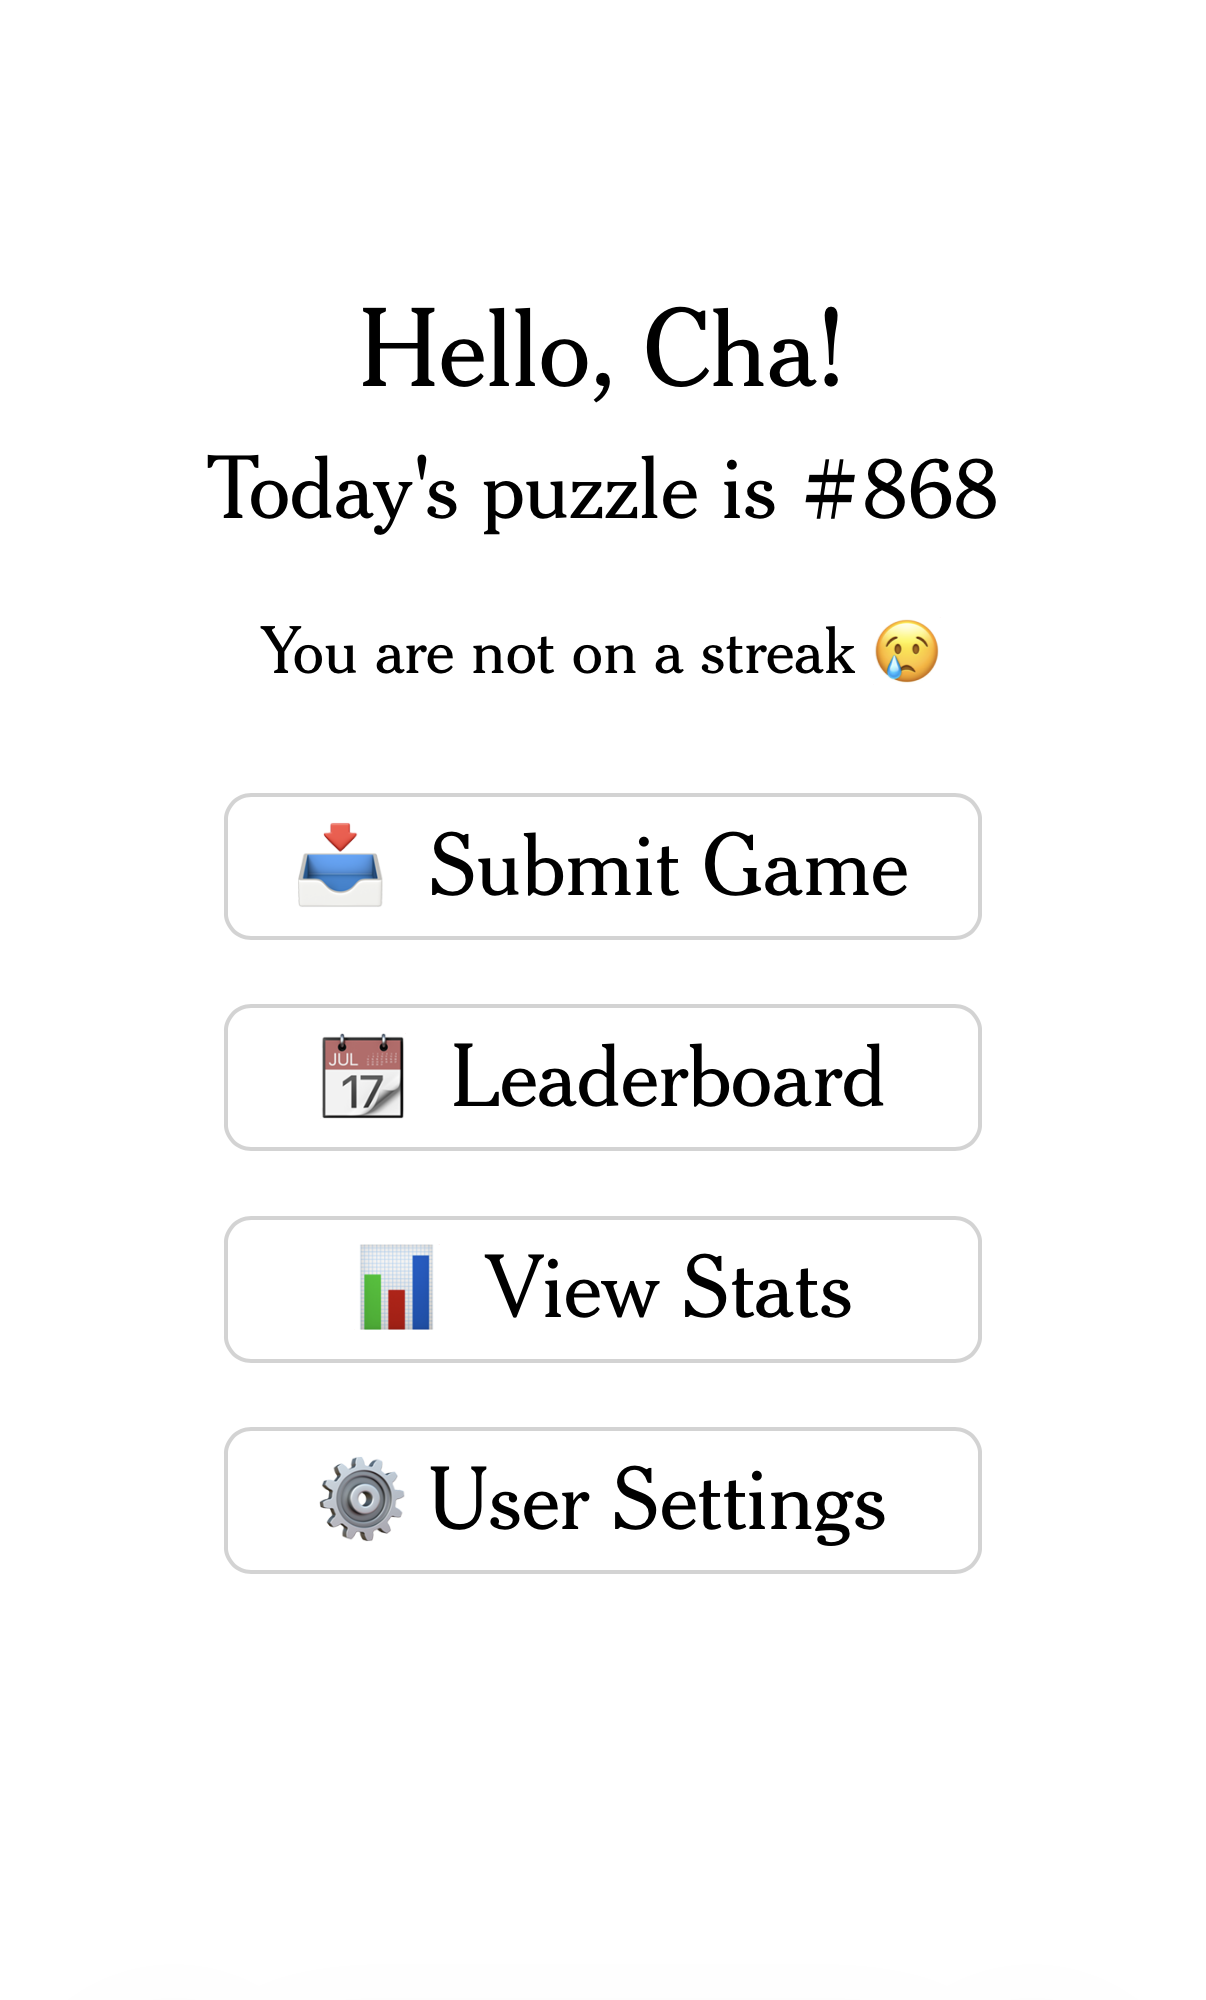 Hello, Cha!
Today's puzzle is #868
You are not on a streak 😢
📥 Submit Game
📆 Leaderboard
📊 View Stats
⚙️ User Settings